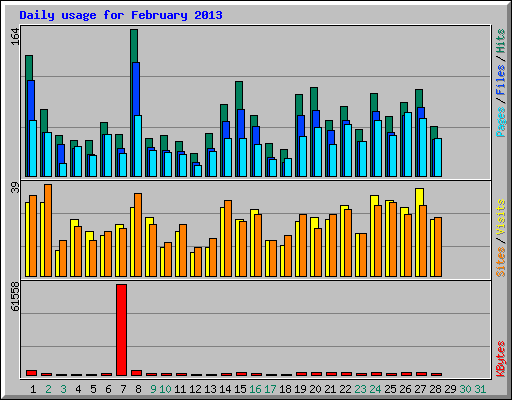 Daily usage for February 2013
164
Pages / Files / Hits
39
Sites / Visits
61558
KBytes
1 2 3 4 5 6 7 8 9 10 11 12 13 14 15 16 17 18 19 20 21 22 23 24 25 26 27 28 29 30 31